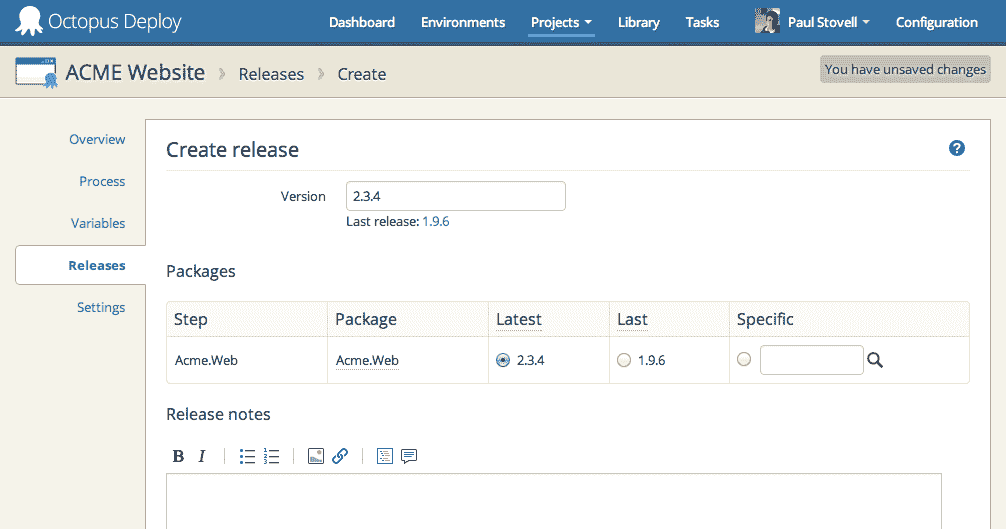 Octopus Deploy Dashboard Environments Projects Library Tasks Paul Stovell Configuration
ACME Website > Releases > Create You have unsaved changes
Overview
Process
Variables
Releases
Settings
Create release ?
Version 2.3.4
Last release: 1.9.6
Packages
Step Package Latest Last Specific
Acme.Web Acme.Web 2.3.4 1.9.6
Release notes
B I